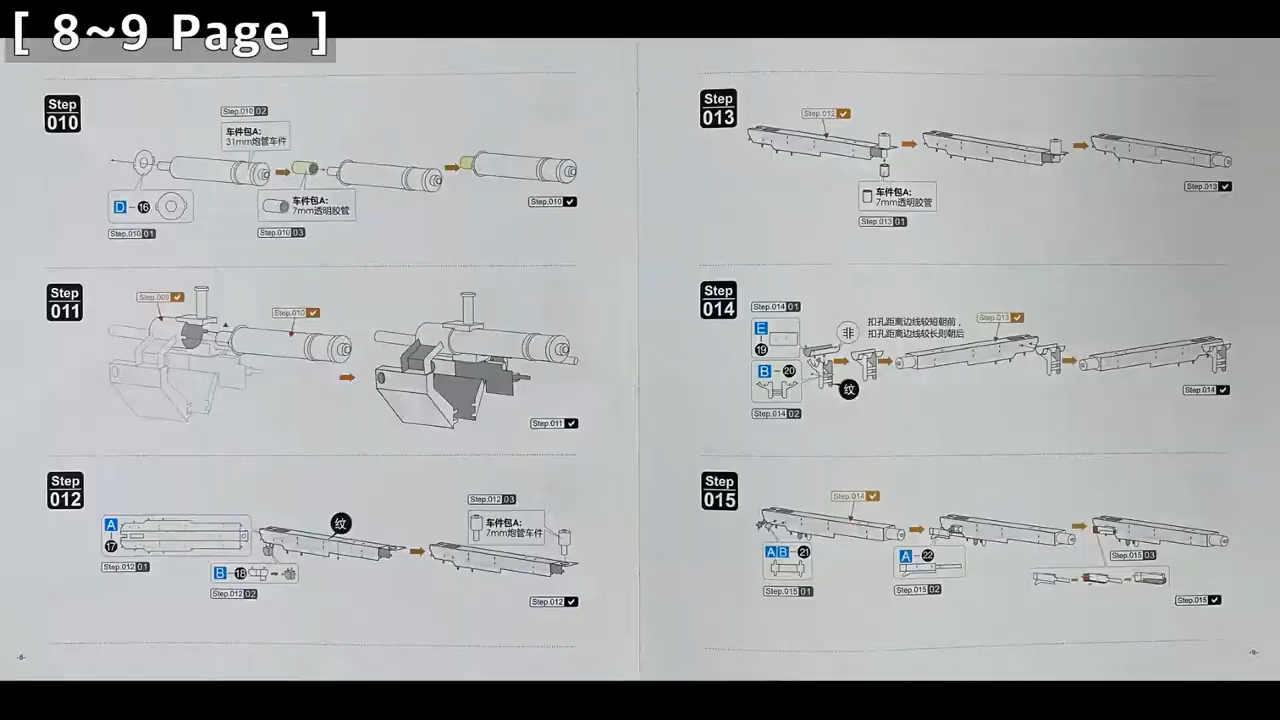 [ 8~9 Page ]
Step
010
Step.010 02
车件包A:
31mm炮管车件
D - 16
Step.010 01
车件包A:
7mm透明胶管
Step.010 03
Step.010
Step
011
Step.009
Step.010
Step.011
Step
012
A
17
Step.012 01
纹
B - 18
Step.012 02
Step.012 03
车件包A:
7mm炮管车件
Step.012
-8-
Step
013
Step.012
车件包A:
7mm透明胶管
Step.013 01
Step.013
Step
014
Step.014 01
E
19
B - 20
Step.014 02
非
扣孔距离边线较短朝前,
扣孔距离边线较长则朝后
纹
Step.013
Step.014
Step
015
Step.014
A B - 21
Step.015 01
A - 22
Step.015 02
Step.015 03
Step.015
-9-